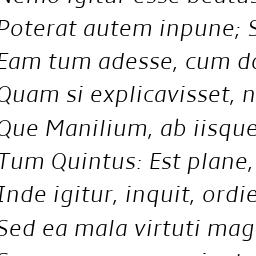 Nemo igitur esse beatus
Poterat autem inpune; S
Eam tum adesse, cum do
Quam si explicavisset, n
Que Manilium, ab iisque
Tum Quintus: Est plane,
Inde igitur, inquit, ordie
Sed ea mala virtuti mag